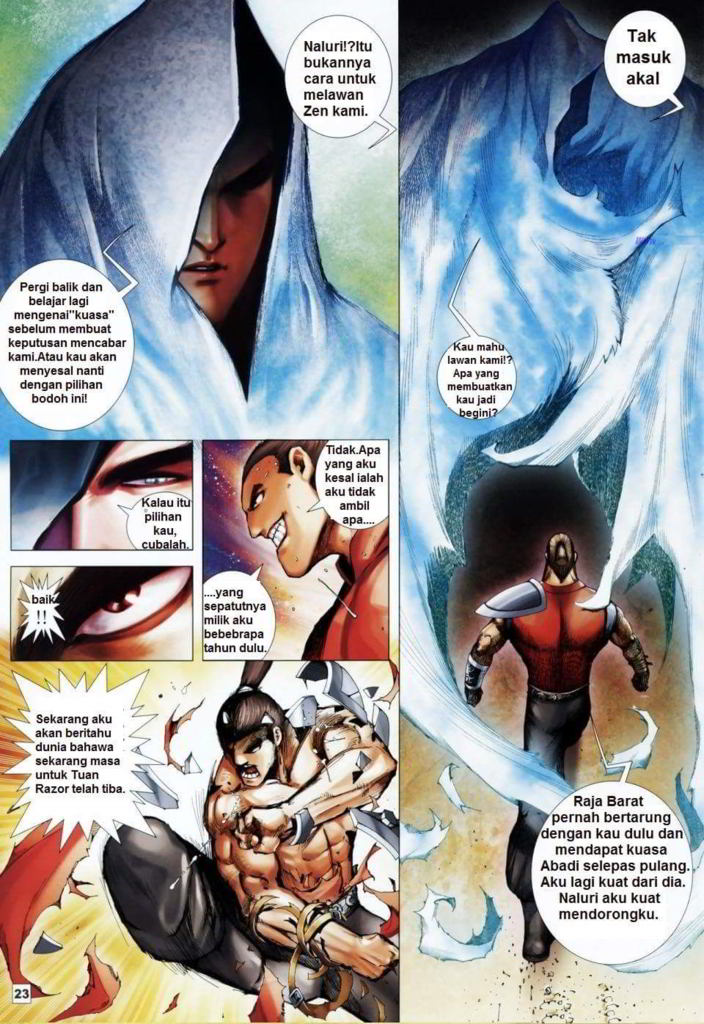 Tak
masuk
akal
Kau mahu
lawan kami!?
Apa yang
membuatkan
kau jadi
begini?
Raja Barat
pernah bertarung
dengan kau dulu dan
mendapat kuasa
Abadi selepas pulang.
Aku lagi kuat dari dia.
Naluri aku kuat
mendorongku.
Naluri!?Itu
bukannya
cara untuk
melawan
Zen kami.
Pergi balik dan
belajar lagi
mengenai"kuasa"
sebelum membuat
keputusan mencabar
kami.Atau kau akan
menyesal nanti
dengan pilihan
bodoh ini!
Tidak.Apa
yang aku
kesal ialah
aku tidak
ambil
apa....
....yang
sepatutnya
milik aku
bebebrapa
tahun dulu.
Kalau itu
pilihan
kau,
cubalah.
baik
!!
Sekarang aku
akan beritahu
dunia bahawa
sekarang masa
untuk Tuan
Razor telah tiba.
23